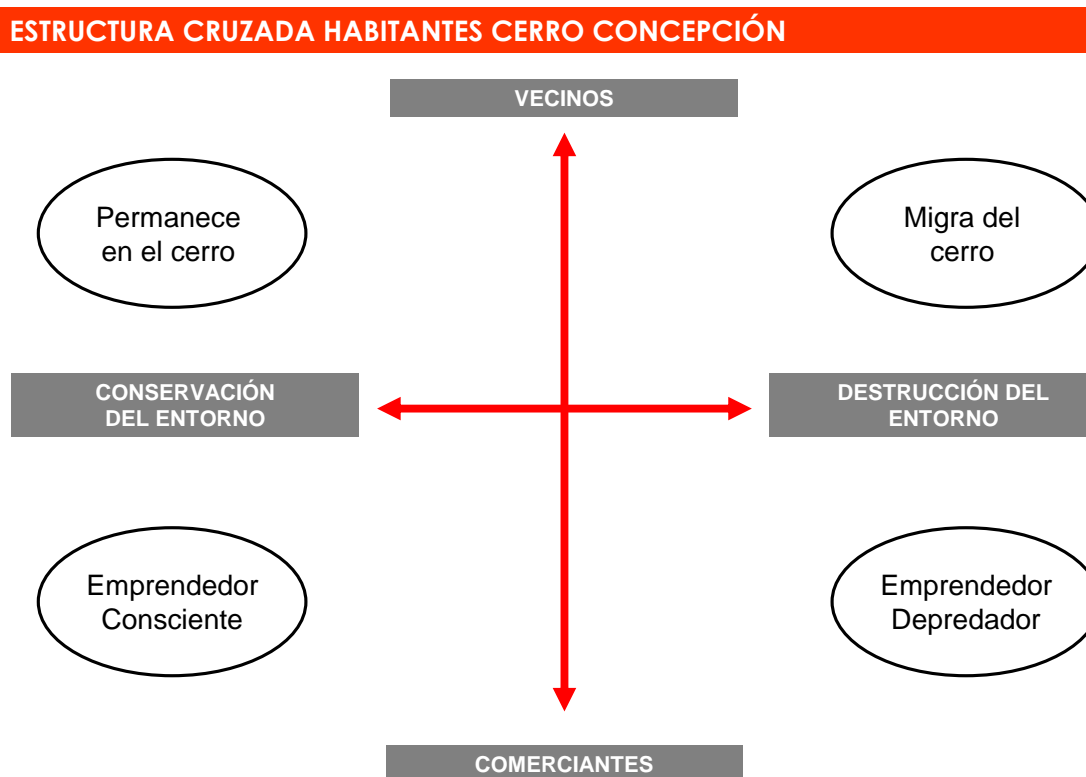 ESTRUCTURA CRUZADA HABITANTES CERRO CONCEPCIÓN
VECINOS
Permanece
en el cerro
Migra del
cerro
CONSERVACIÓN
DEL ENTORNO
DESTRUCCIÓN DEL
ENTORNO
Emprendedor
Consciente
Emprendedor
Depredador
COMERCIANTES